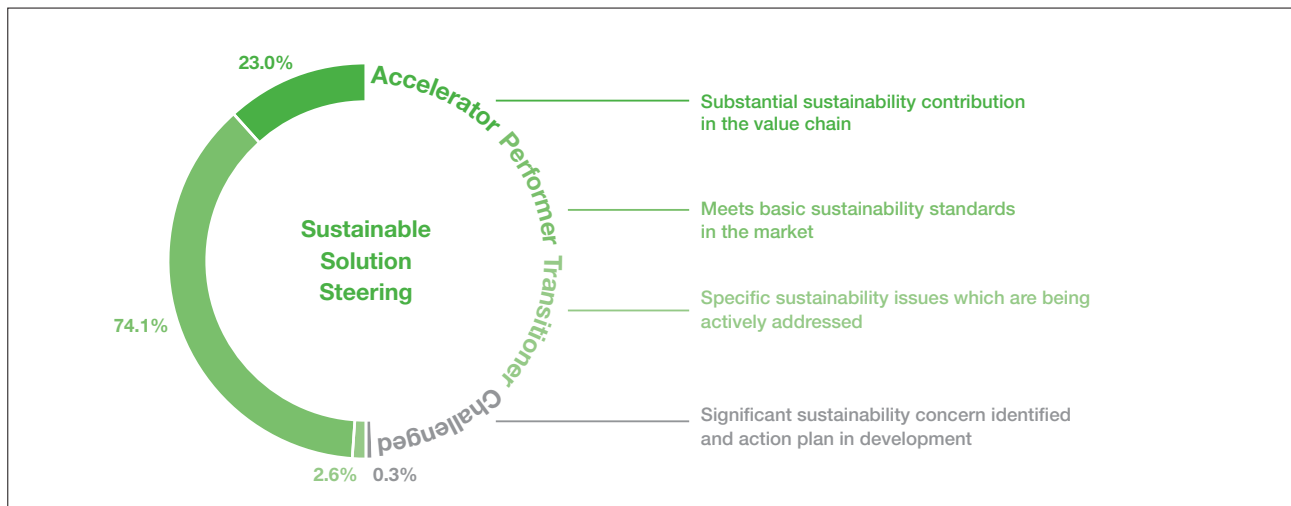 23.0%
Accelerator
Substantial sustainability contribution
in the value chain
Performer
Meets basic sustainability standards
in the market
Sustainable
Solution
Steering
Transitioner
Specific sustainability issues which are being
actively addressed
74.1%
Challenged
Significant sustainability concern identified
and action plan in development
2.6%
0.3%